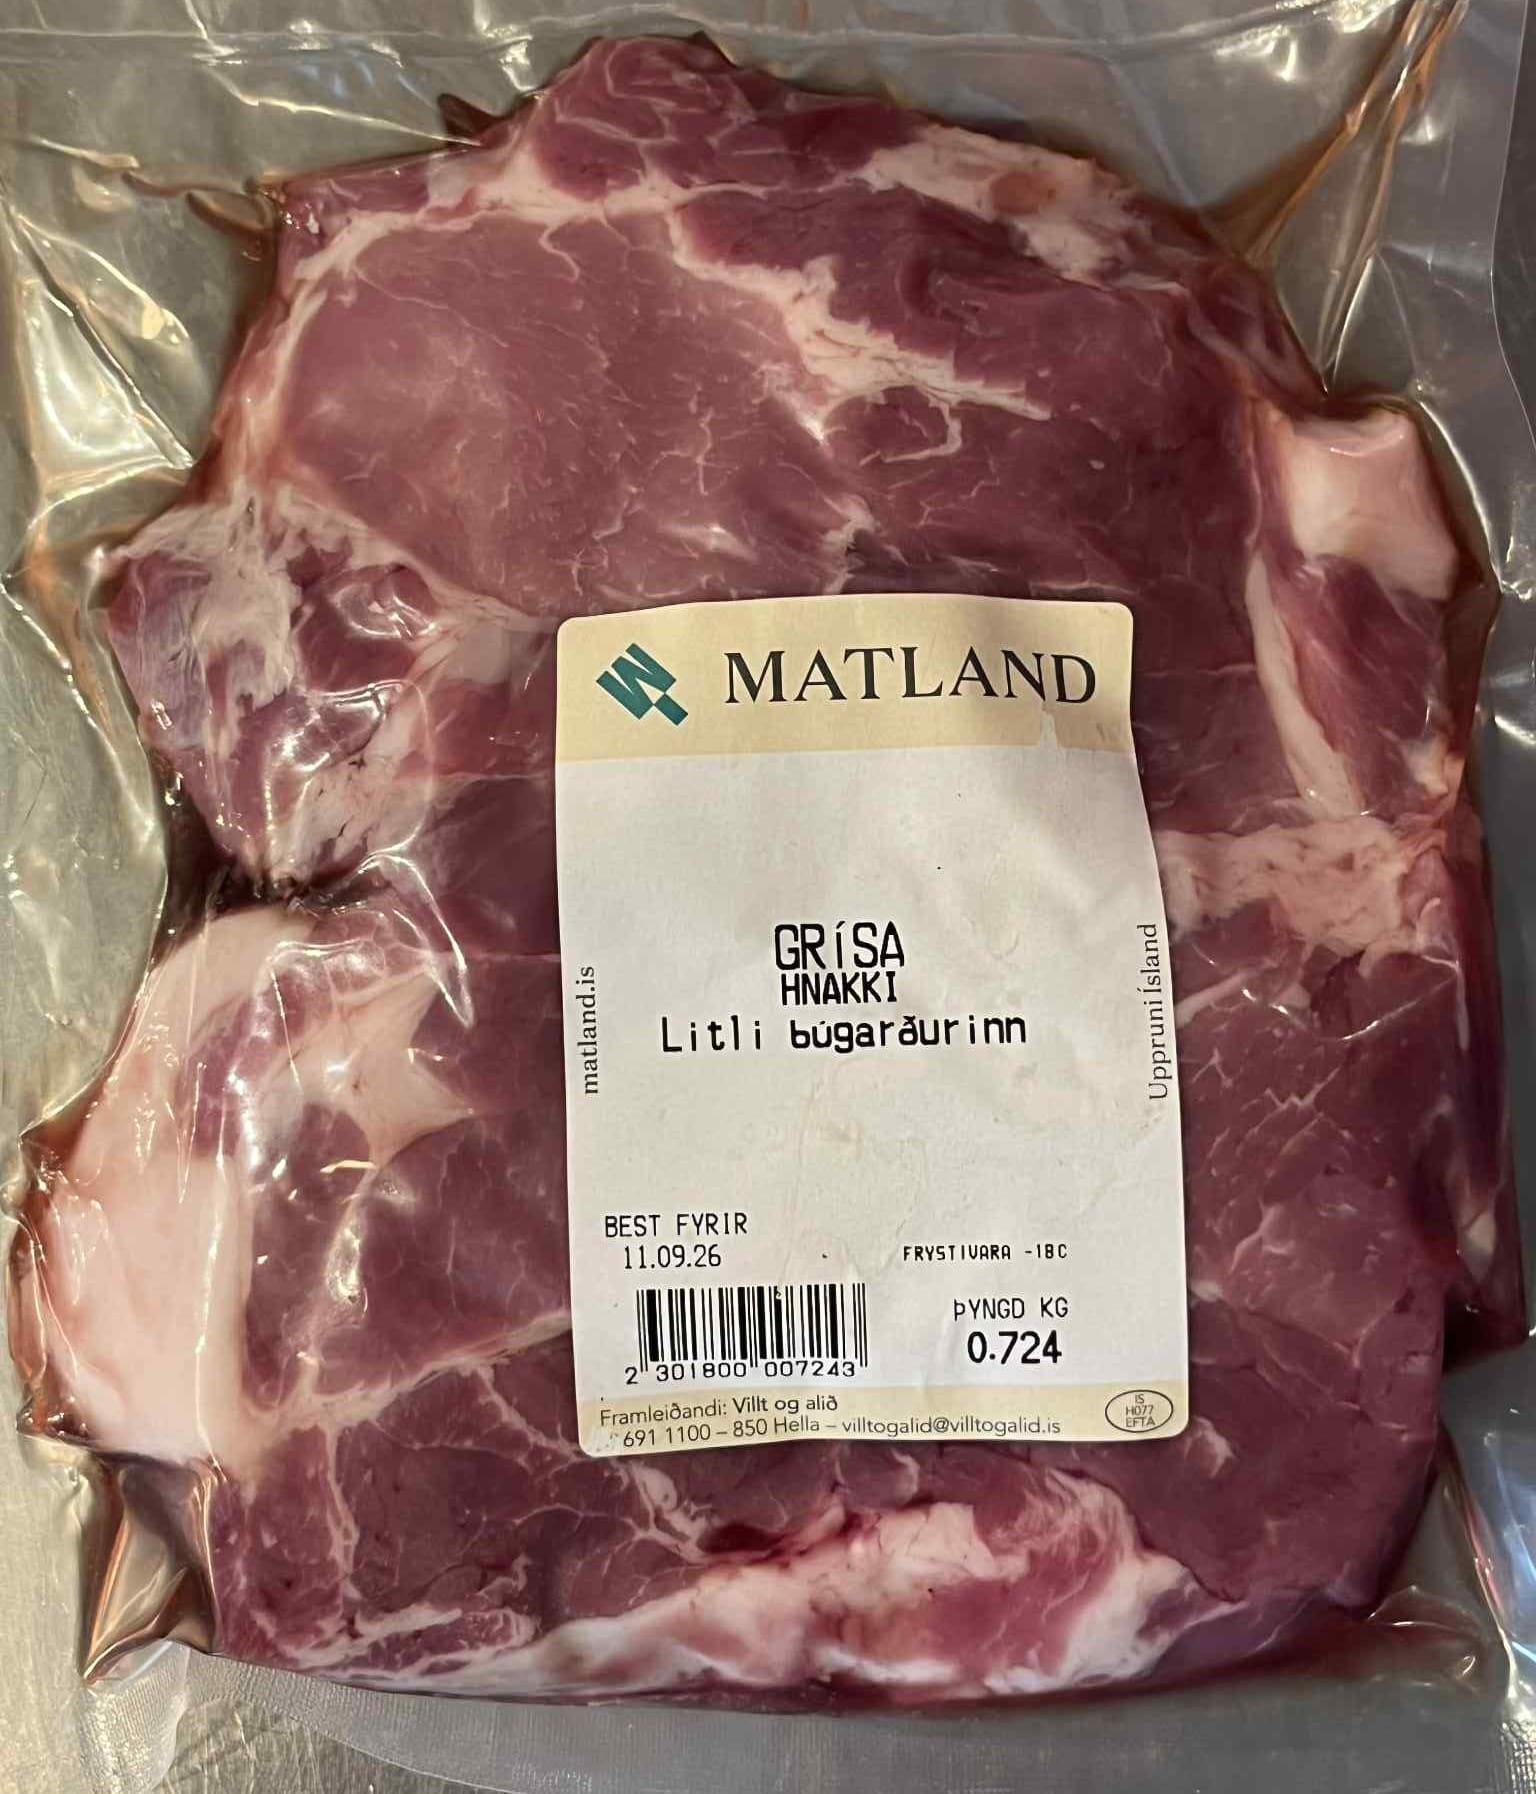 MATLAND
GRÍSA
HNAKKI
Litli búgarðurinn
matland.is
Uppruni Ísland
BEST FYRIR
11.09.26
FRYSTIVARA -18C
ÞYNGD KG
0.724
2 301800 007243
Framleiðandi: Villt og alið
691 1100 – 850 Hella – villtogalid@villtogalid.is
IS
H077
EFTA